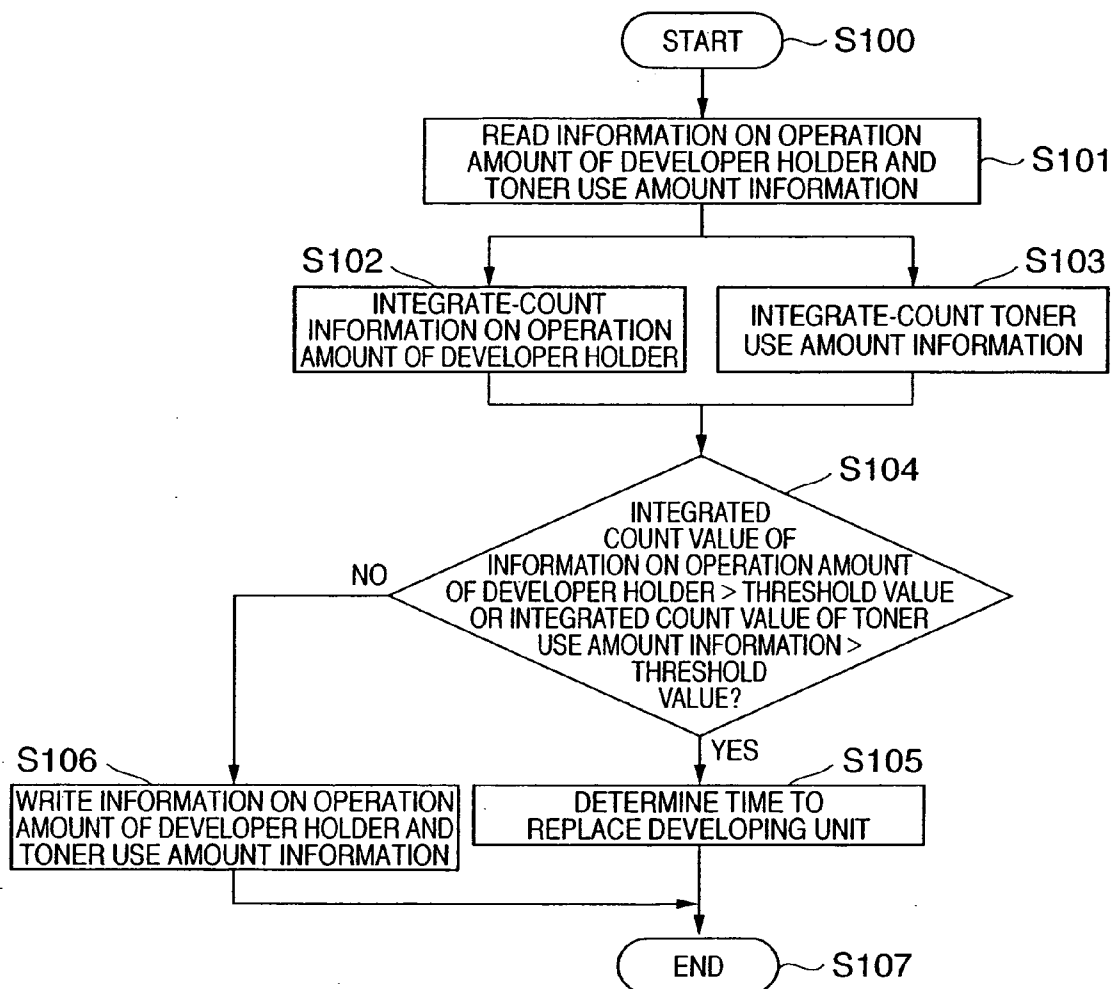 START
S100
READ INFORMATION ON OPERATION
AMOUNT OF DEVELOPER HOLDER AND
TONER USE AMOUNT INFORMATION
S101
S102
INTEGRATE-COUNT
INFORMATION ON OPERATION
AMOUNT OF DEVELOPER HOLDER
S103
INTEGRATE-COUNT TONER
USE AMOUNT INFORMATION
S104
INTEGRATED
COUNT VALUE OF
INFORMATION ON OPERATION AMOUNT
OF DEVELOPER HOLDER > THRESHOLD VALUE
OR INTEGRATED COUNT VALUE OF TONER
USE AMOUNT INFORMATION >
THRESHOLD
VALUE?
NO
YES
S106
WRITE INFORMATION ON OPERATION
AMOUNT OF DEVELOPER HOLDER AND
TONER USE AMOUNT INFORMATION
S105
DETERMINE TIME TO
REPLACE DEVELOPING UNIT
END
S107